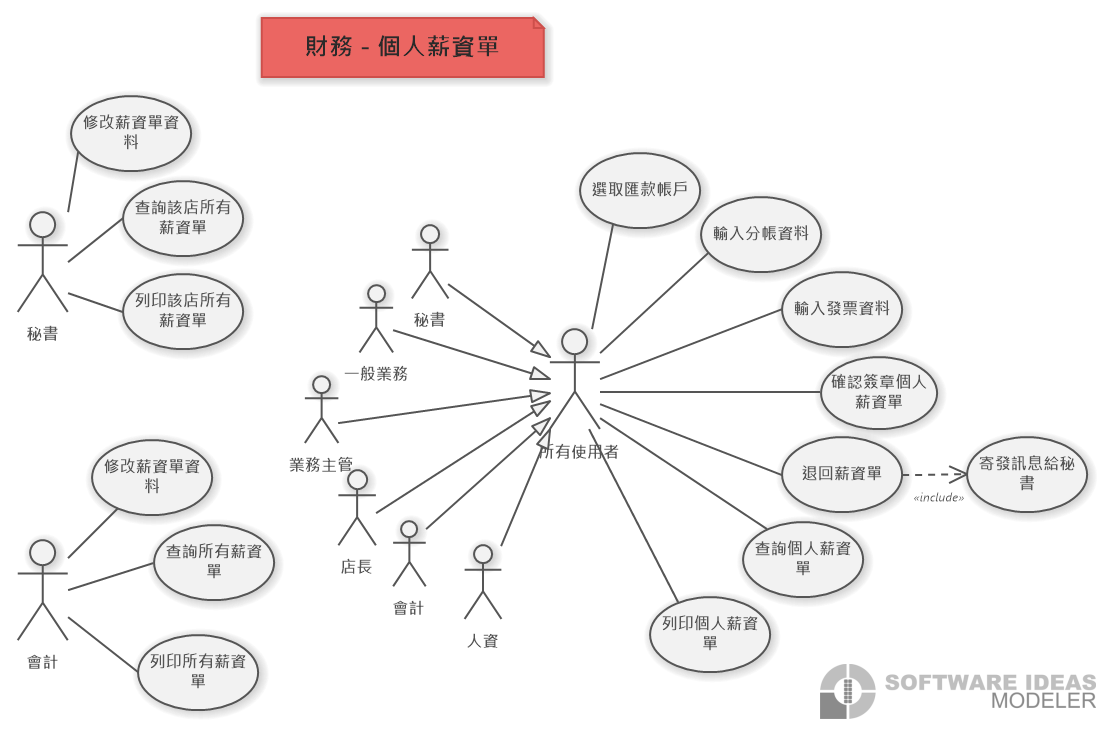 財務 - 個人薪資單
修改薪資單資
料
查詢該店所有
薪資單
列印該店所有
薪資單
秘書
選取匯款帳戶
輸入分帳資料
輸入發票資料
確認簽章個人
薪資單
退回薪資單
«include»
寄發訊息給秘
書
查詢個人薪資
單
列印個人薪資
單
秘書
一般業務
業務主管
店長
會計
人資
所有使用者
修改薪資單資
料
查詢所有薪資
單
列印所有薪資
單
會計
SOFTWARE IDEAS
MODELER